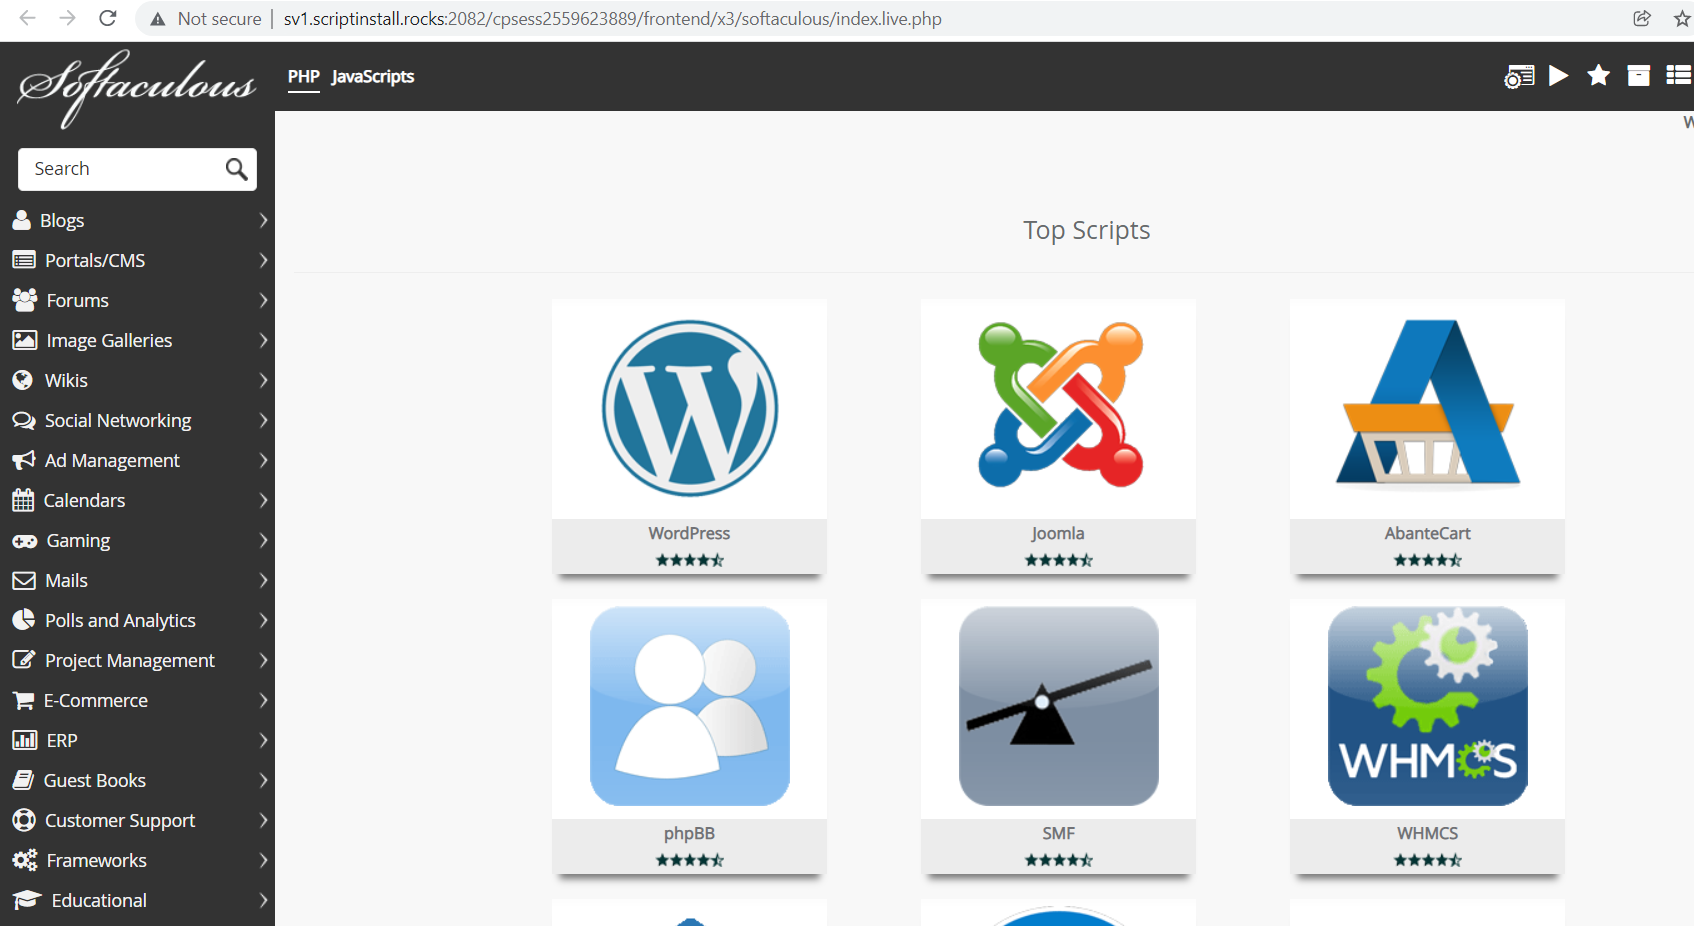 Not secure | sv1.scriptinstall.rocks:2082/cpsess2559623889/frontend/x3/softaculous/index.live.php
Softaculous
PHP JavaScripts
W
Search
Blogs
Portals/CMS
Forums
Image Galleries
Wikis
Social Networking
Ad Management
Calendars
Gaming
Mails
Polls and Analytics
Project Management
E-Commerce
ERP
Guest Books
Customer Support
Frameworks
Educational
Top Scripts
WordPress
Joomla
AbanteCart
WHMCS
phpBB
SMF
WHMCS